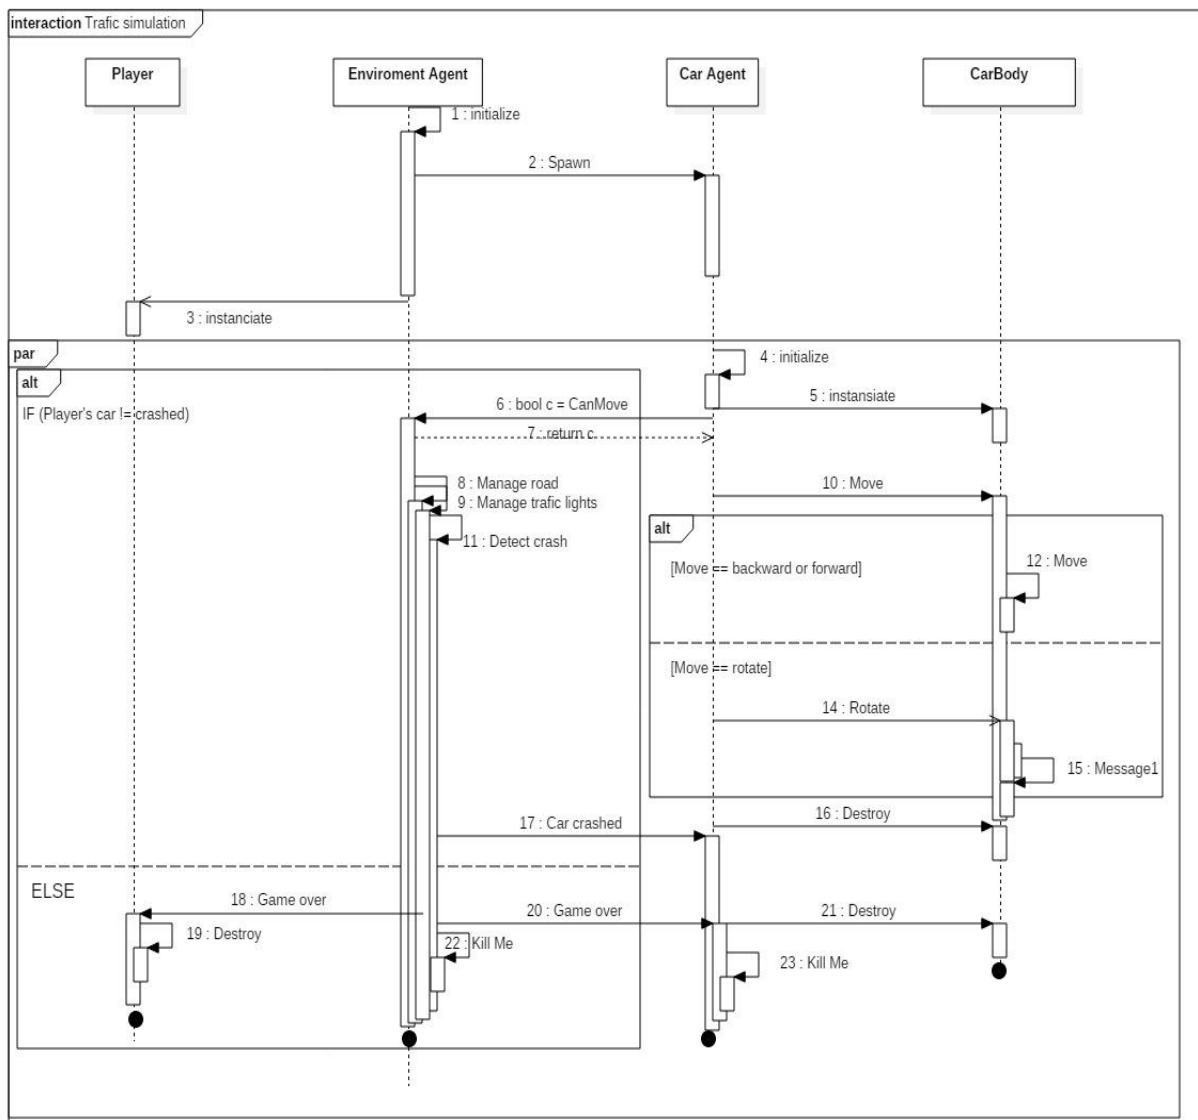 interaction Trafic simulation
Player
Enviroment Agent
Car Agent
CarBody
1 : initialize
2 : Spawn
3 : instanciate
par
4 : initialize
alt
5 : instansiate
6 : bool c = CanMove
IF (Player's car != crashed)
7 : return c
8 : Manage road
10 : Move
9 : Manage trafic lights
alt
11 : Detect crash
12 : Move
[Move == backward or forward]
[Move == rotate]
14 : Rotate
15 : Message1
16 : Destroy
17 : Car crashed
ELSE
18 : Game over
20 : Game over
21 : Destroy
19 : Destroy
22 : Kill Me
23 : Kill Me